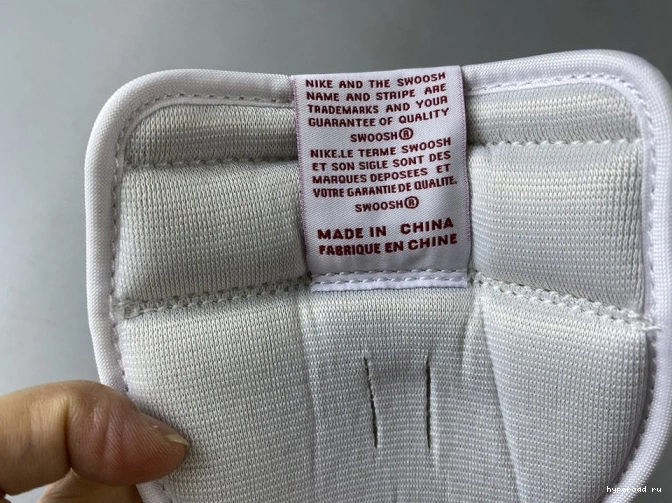 NIKE AND THE SWOOSH
NAME AND STRIPE ARE
TRADEMARKS AND YOUR
GUARANTEE OF QUALITY
SWOOSH®
NIKE.LE TERME SWOOSH
ET SON SIGLE SONT DES
MARQUES DEPOSEES ET
VOTRE GARANTIE DE QUALITE.
SWOOSH®
MADE IN CHINA
FABRIQUE EN CHINE
hyperoad ru